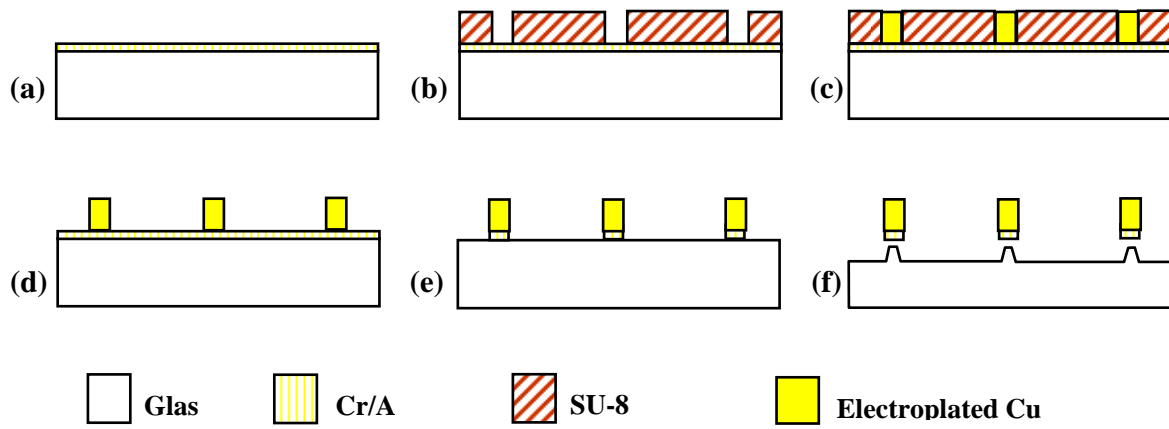 (a)
(b)
(c)
(d)
(e)
(f)
Glas
Cr/A
SU-8
Electroplated Cu